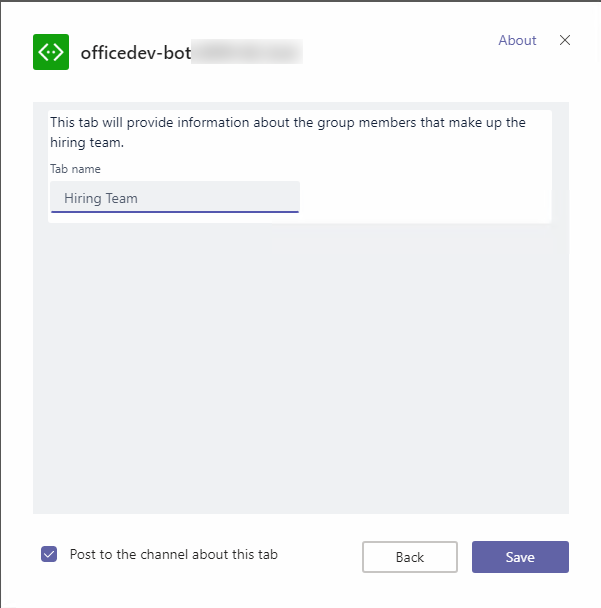 officedev-bot
About
This tab will provide information about the group members that make up the
hiring team.
Tab name
Hiring Team
Post to the channel about this tab
Back
Save